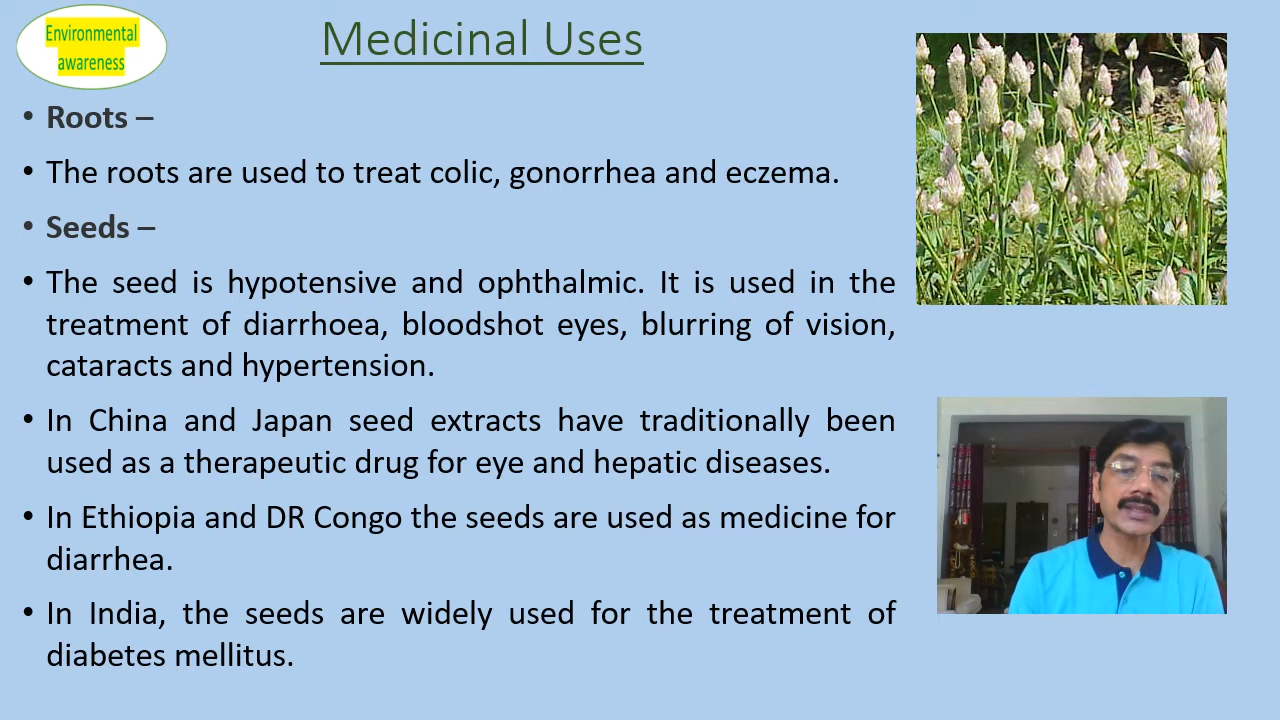 Environmental
awareness
Medicinal Uses
• Roots –
• The roots are used to treat colic, gonorrhea and eczema.
• Seeds –
• The seed is hypotensive and ophthalmic. It is used in the
treatment of diarrhoea, bloodshot eyes, blurring of vision,
cataracts and hypertension.
• In China and Japan seed extracts have traditionally been
used as a therapeutic drug for eye and hepatic diseases.
• In Ethiopia and DR Congo the seeds are used as medicine for
diarrhea.
• In India, the seeds are widely used for the treatment of
diabetes mellitus.